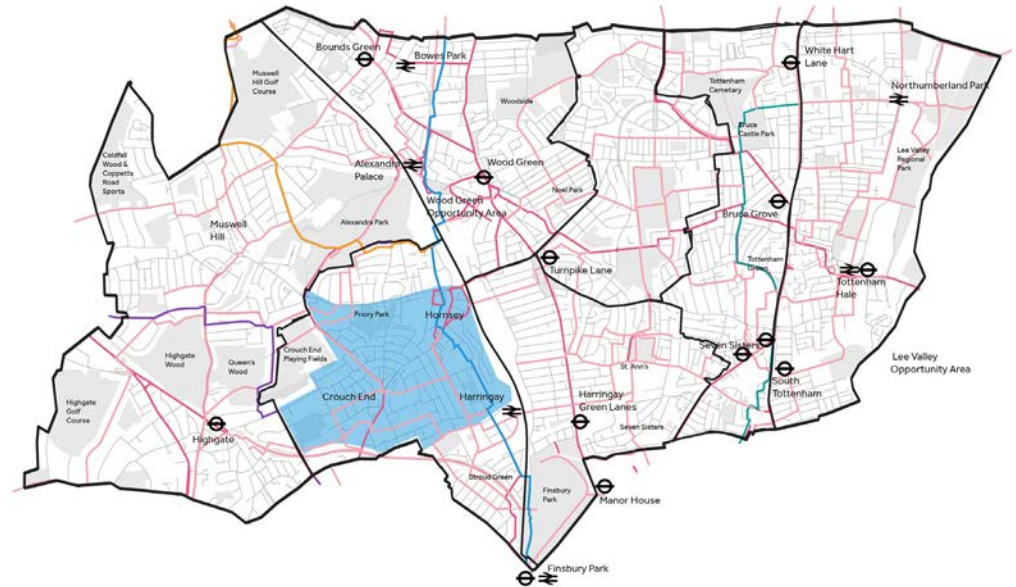 White Hart
Lane
Bounds Green
Bowes Park
Muswell
Hill Golf
Course
Tottenham
Cemetery
Northumberland Park
Woodside
Bruce
Castle Park
Lee Valley
Regional
Park
Coldfall
Wood &
Coppetts
Road
Sports
Alexandra
Palace
Wood Green
Noel Park
Wood Green
Opportunity Area
Bruce Grove
Alexandra Park
Muswell
Hill
Tottenham
Green
Turnpike Lane
Tottenham
Hale
Priory Park
Hornsey
Highgate
Wood
Queen's
Wood
Crouch End
Playing Fields
Seven Sisters
St. Ann's
Lee Valley
Opportunity Area
South
Tottenham
Crouch End
Harringay
Harringay
Green Lanes
Highgate
Golf
Course
Highgate
Seven Sisters
Stroud Green
Finsbury
Park
Manor House
Finsbury Park